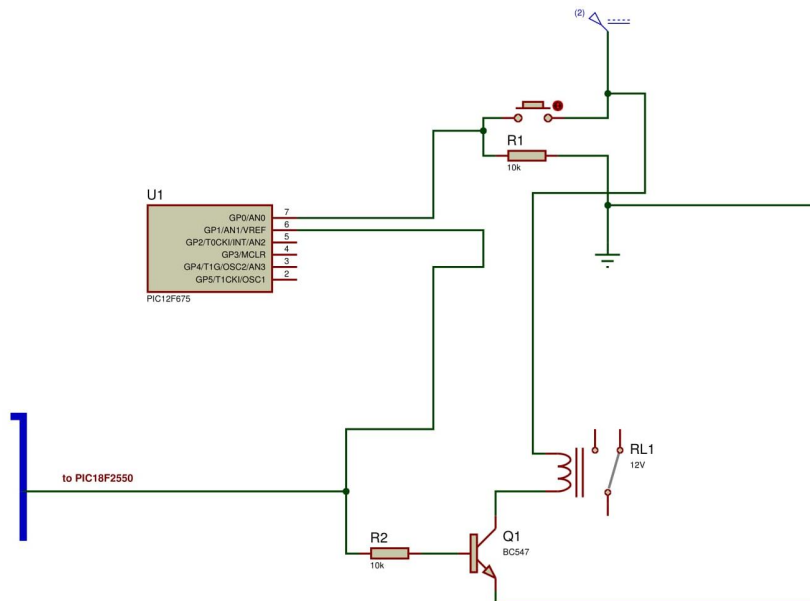 (2)
R1
10k
U1
GP0/AN0 7
GP1/AN1/VREF 6
GP2/T0CKI/INT/AN2 5
GP3/MCLR 4
GP4/T1G/OSC2/AN3 3
GP5/T1CKI/OSC1 2
PIC12F675
RL1
12V
to PIC18F2550
R2
10k
Q1
BC547